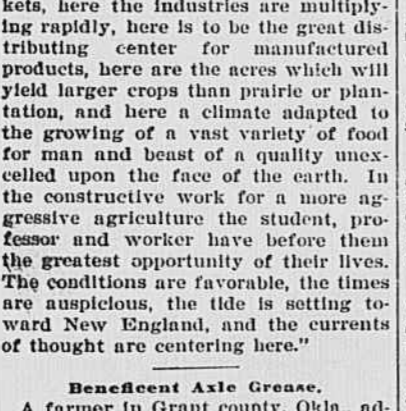 kets, here the industries are multiply-
ing rapidly, here is to be the great dis-
tributing center for manufactured
products, here are the acres which will
yield larger crops than prairie or plan-
tation, and here a climate adapted to
the growing of a vast variety of food
for man and beast of a quality unex-
celled upon the face of the earth. In
the constructive work for a more ag-
gressive agriculture the student, pro-
fessor and worker have before them
the greatest opportunity of their lives.
The conditions are favorable, the times
are auspicious, the tide is setting to-
ward New England, and the currents
of thought are centering here."
Beneficent Axle Grease.
A farmer in Grant county, Okla., ad-